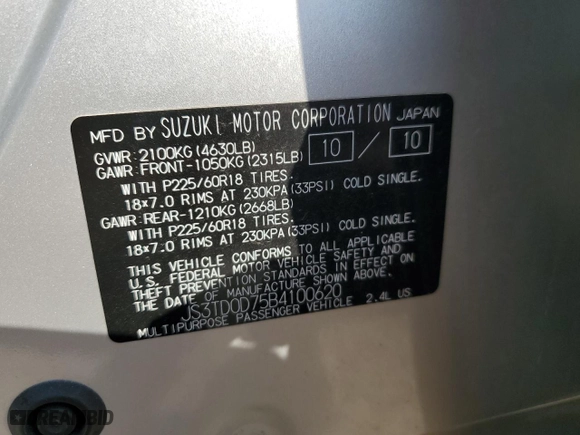 MFD BY SUZUKI MOTOR CORPORATION JAPAN
GVWR: 2100KG (4630LB)
GAWR: FRONT-1050KG (2315LB) 10 / 10
WITH P225/60R18 TIRES.
18×7.0 RIMS AT 230KPA (33PSI) COLD SINGLE.
GAWR: REAR-1210KG (2668LB)
WITH P225/60R18 TIRES.
18×7.0 RIMS AT 230KPA (33PSI) COLD SINGLE.
THIS VEHICLE CONFORMS TO ALL APPLICABLE
U. S. FEDERAL MOTOR VEHICLE SAFETY AND
THEFT PREVENTION STANDARDS IN EFFECT ON
THE DATE OF MANUFACTURE SHOWN ABOVE.
JS3TD0D75B4100620
MULTIPURPOSE PASSENGER VEHICLE 2.4L US
DREAMBID